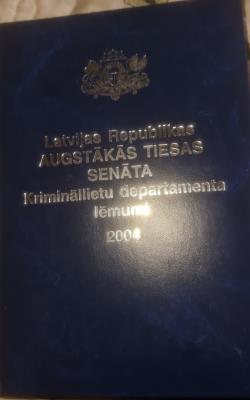 Latvijas Republikas
AUGSTĀKĀS TIESAS
SENĀTA
Krimināllietu departamenta
lēmumi
2004